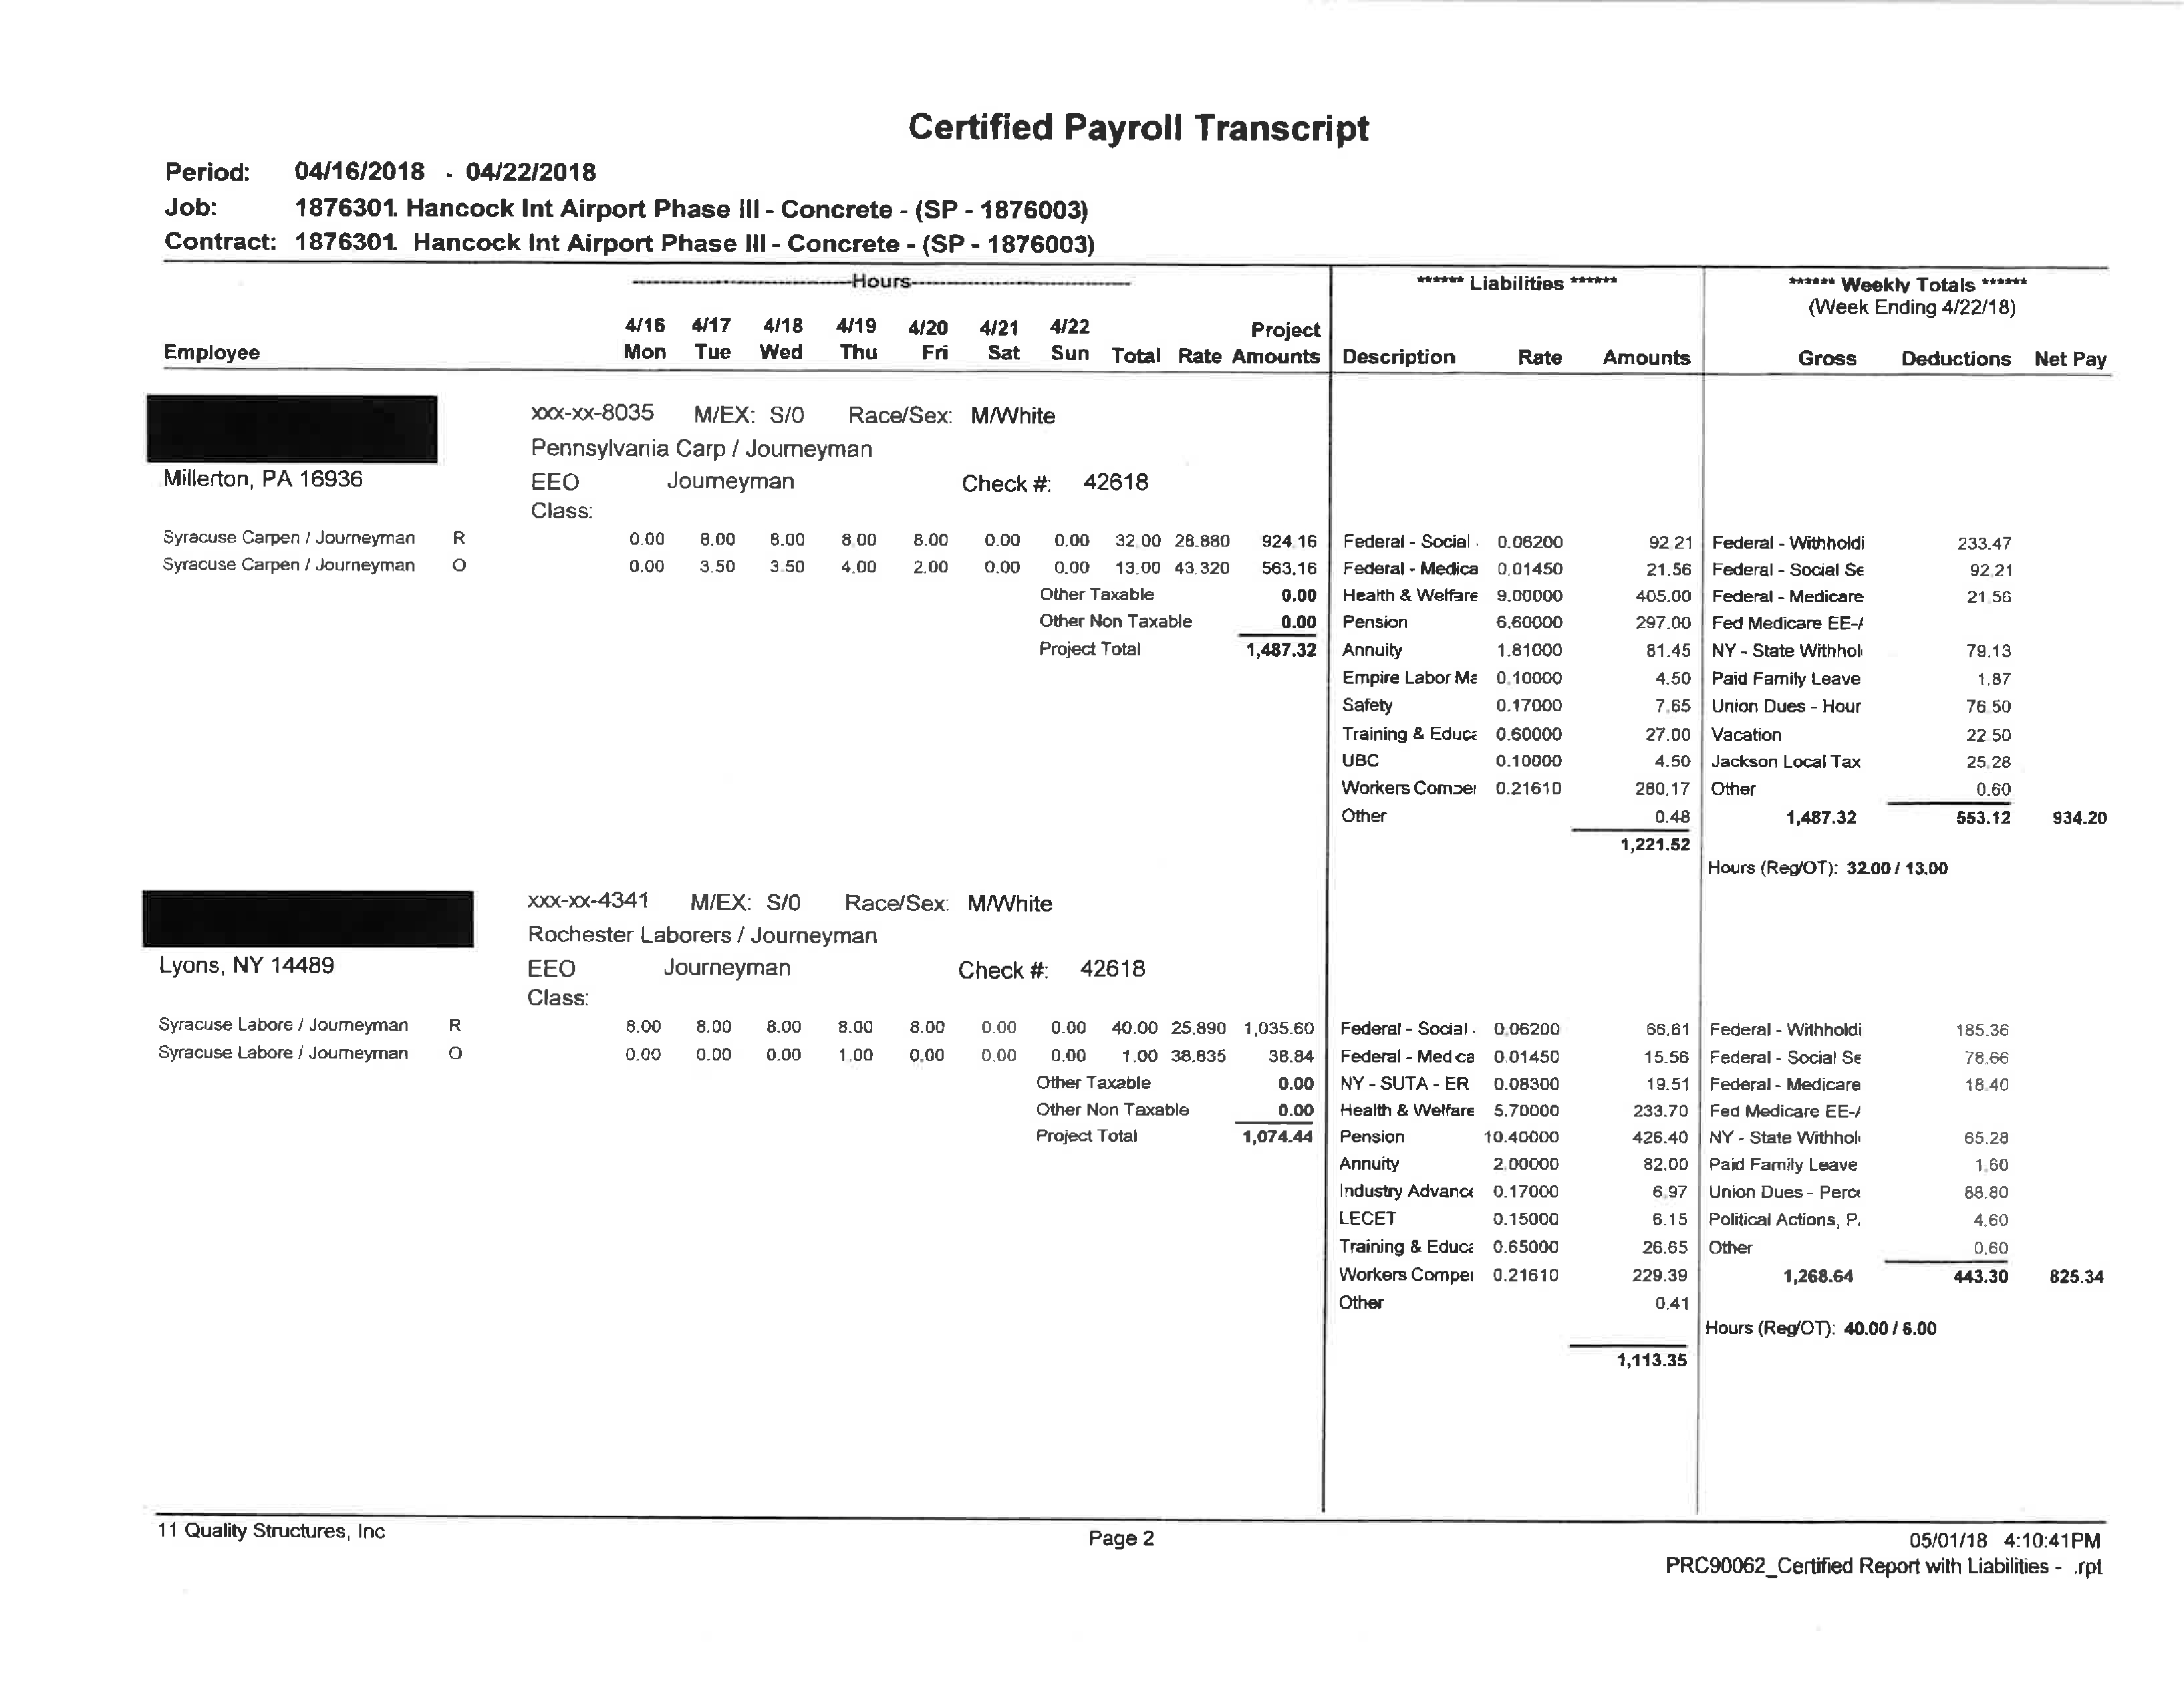 Certified Payroll Transcript
Period: 04/16/2018 - 04/22/2018
Job: 1876301. Hancock Int Airport Phase III - Concrete - (SP - 1876003)
Contract: 1876301. Hancock Int Airport Phase III - Concrete - (SP - 1876003)
Hours ****** Liabilities ****** ****** Weekly Totals ******
(Week Ending 4/22/18)
4/16 4/17 4/18 4/19 4/20 4/21 4/22 Project
Employee Mon Tue Wed Thu Fri Sat Sun Total Rate Amounts Description Rate Amounts Gross Deductions Net Pay
xxx-xx-8035 M/EX: S/0 Race/Sex: M/White
Pennsylvania Carp / Journeyman
Millerton, PA 16936 EEO Journeyman Check #: 42618
Class:
Syracuse Carpen / Journeyman R 0.00 8.00 8.00 8.00 8.00 0.00 0.00 32.00 28.880 924.16 Federal - Social 0.06200 92.21 Federal - Withholdi 233.47
Syracuse Carpen / Journeyman O 0.00 3.50 3.50 4.00 2.00 0.00 0.00 13.00 43.320 563.16 Federal - Medica 0.01450 21.56 Federal - Social Se 92.21
Other Taxable 0.00 Health & Welfare 9.00000 405.00 Federal - Medicare 21.56
Other Non Taxable 0.00 Pension 6.60000 297.00 Fed Medicare EE-/
Project Total 1,487.32 Annuity 1.81000 81.45 NY - State Withhol 79.13
Empire Labor Ma 0.10000 4.50 Paid Family Leave 1.87
Safety 0.17000 7.65 Union Dues - Hour 76.50
Training & Educa 0.60000 27.00 Vacation 22.50
UBC 0.10000 4.50 Jackson Local Tax 25.28
Workers Comper 0.21610 280.17 Other 0.60
Other 0.48 1,487.32 553.12 934.20
1,221.52
Hours (Reg/OT): 32.00 / 13.00
xxx-xx-4341 M/EX: S/0 Race/Sex: M/White
Rochester Laborers / Journeyman
Lyons, NY 14489 EEO Journeyman Check #: 42618
Class:
Syracuse Labore / Journeyman R 8.00 8.00 8.00 8.00 8.00 0.00 0.00 40.00 25.890 1,035.60 Federal - Social 0.06200 66.61 Federal - Withholdi 185.36
Syracuse Labore / Journeyman O 0.00 0.00 0.00 1.00 0.00 0.00 0.00 1.00 38.835 38.84 Federal - Medica 0.01450 15.56 Federal - Social Se 78.66
Other Taxable 0.00 NY - SUTA - ER 0.08300 19.51 Federal - Medicare 18.40
Other Non Taxable 0.00 Health & Welfare 5.70000 233.70 Fed Medicare EE-/
Project Total 1,074.44 Pension 10.40000 426.40 NY - State Withhol 65.28
Annuity 2.00000 82.00 Paid Family Leave 1.60
Industry Advance 0.17000 6.97 Union Dues - Perce 88.80
LECET 0.15000 6.15 Political Actions, P. 4.60
Training & Educa 0.65000 26.65 Other 0.60
Workers Comper 0.21610 229.39 1,268.64 443.30 825.34
Other 0.41
Hours (Reg/OT): 40.00 / 6.00
1,113.35
11 Quality Structures, Inc Page 2 05/01/18 4:10:41PM
PRC90062_Certified Report with Liabilities - .rpt